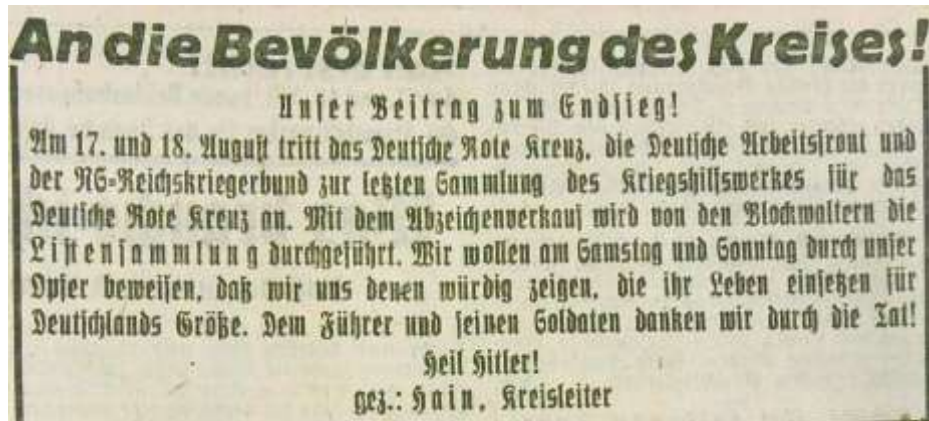 An die Bevölkerung des Kreises!
Unser Beitrag zum Endsieg!
Am 17. und 18. August tritt das Deutsche Rote Kreuz, die Deutsche Arbeitsfront und
der NS-Reichskriegerbund zur letzten Sammlung des Kriegshilfswerkes für das
Deutsche Rote Kreuz an. Mit dem Abzeichenverkauf wird von den Blockwaltern die
Listensammlung durchgeführt. Wir wollen am Samstag und Sonntag durch unser
Opfer beweisen, daß wir uns denen würdig zeigen, die ihr Leben einsetzen für
Deutschlands Größe. Dem Führer und seinen Soldaten danken wir durch die Tat!
Heil Hitler!
gez.: Hain, Kreisleiter